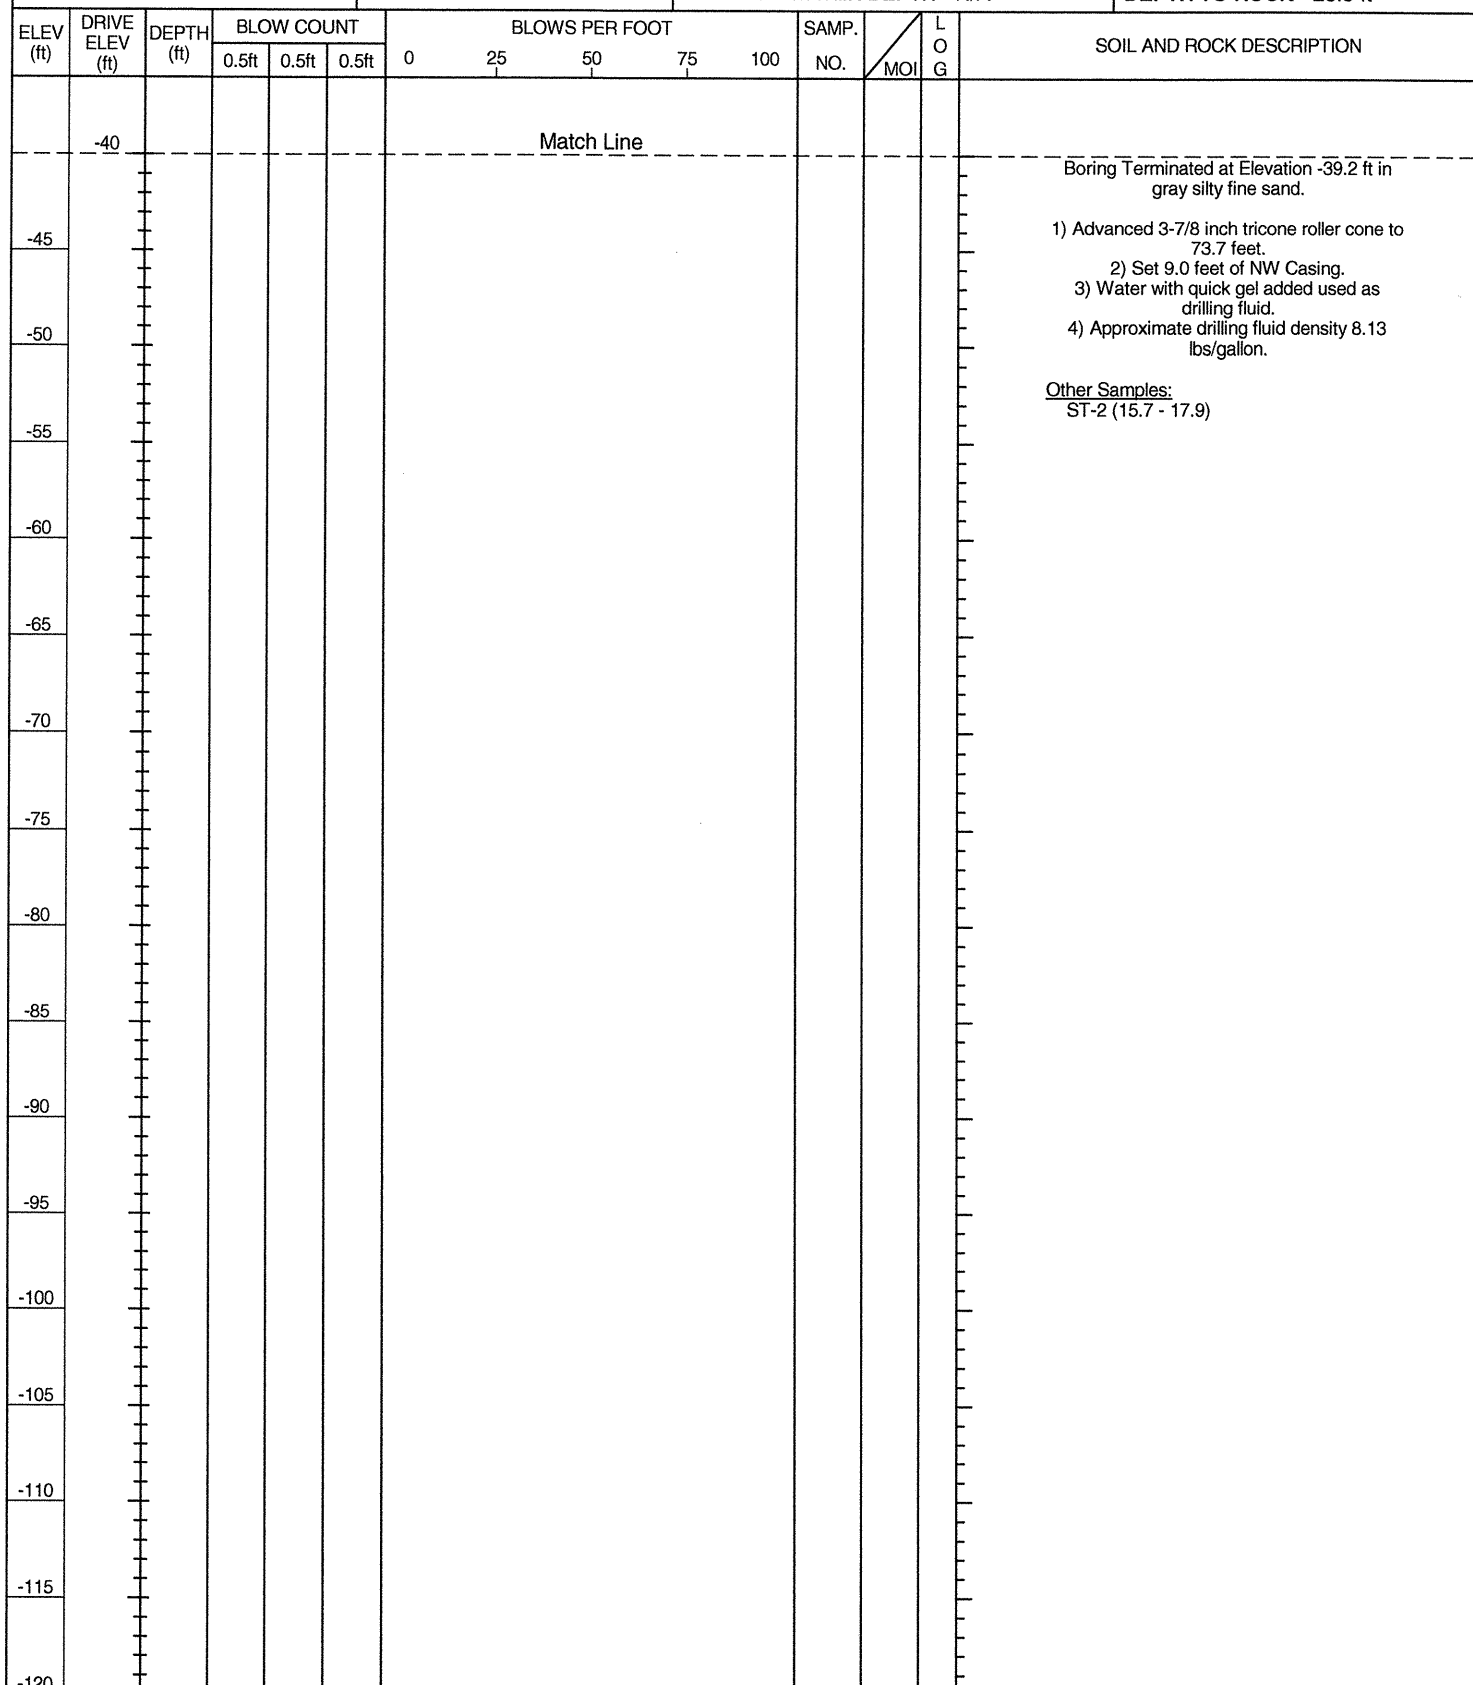 ELEV (ft) DRIVE ELEV (ft) DEPTH (ft) BLOW COUNT BLOWS PER FOOT SAMP. NO. MOI LOG SOIL AND ROCK DESCRIPTION
0.5ft 0.5ft 0.5ft 0 25 50 75 100
-40 Match Line
Boring Terminated at Elevation -39.2 ft in
gray silty fine sand.
1) Advanced 3-7/8 inch tricone roller cone to
73.7 feet.
2) Set 9.0 feet of NW Casing.
3) Water with quick gel added used as
drilling fluid.
4) Approximate drilling fluid density 8.13
lbs/gallon.
Other Samples:
ST-2 (15.7 - 17.9)
-45
-50
-55
-60
-65
-70
-75
-80
-85
-90
-95
-100
-105
-110
-115
-120